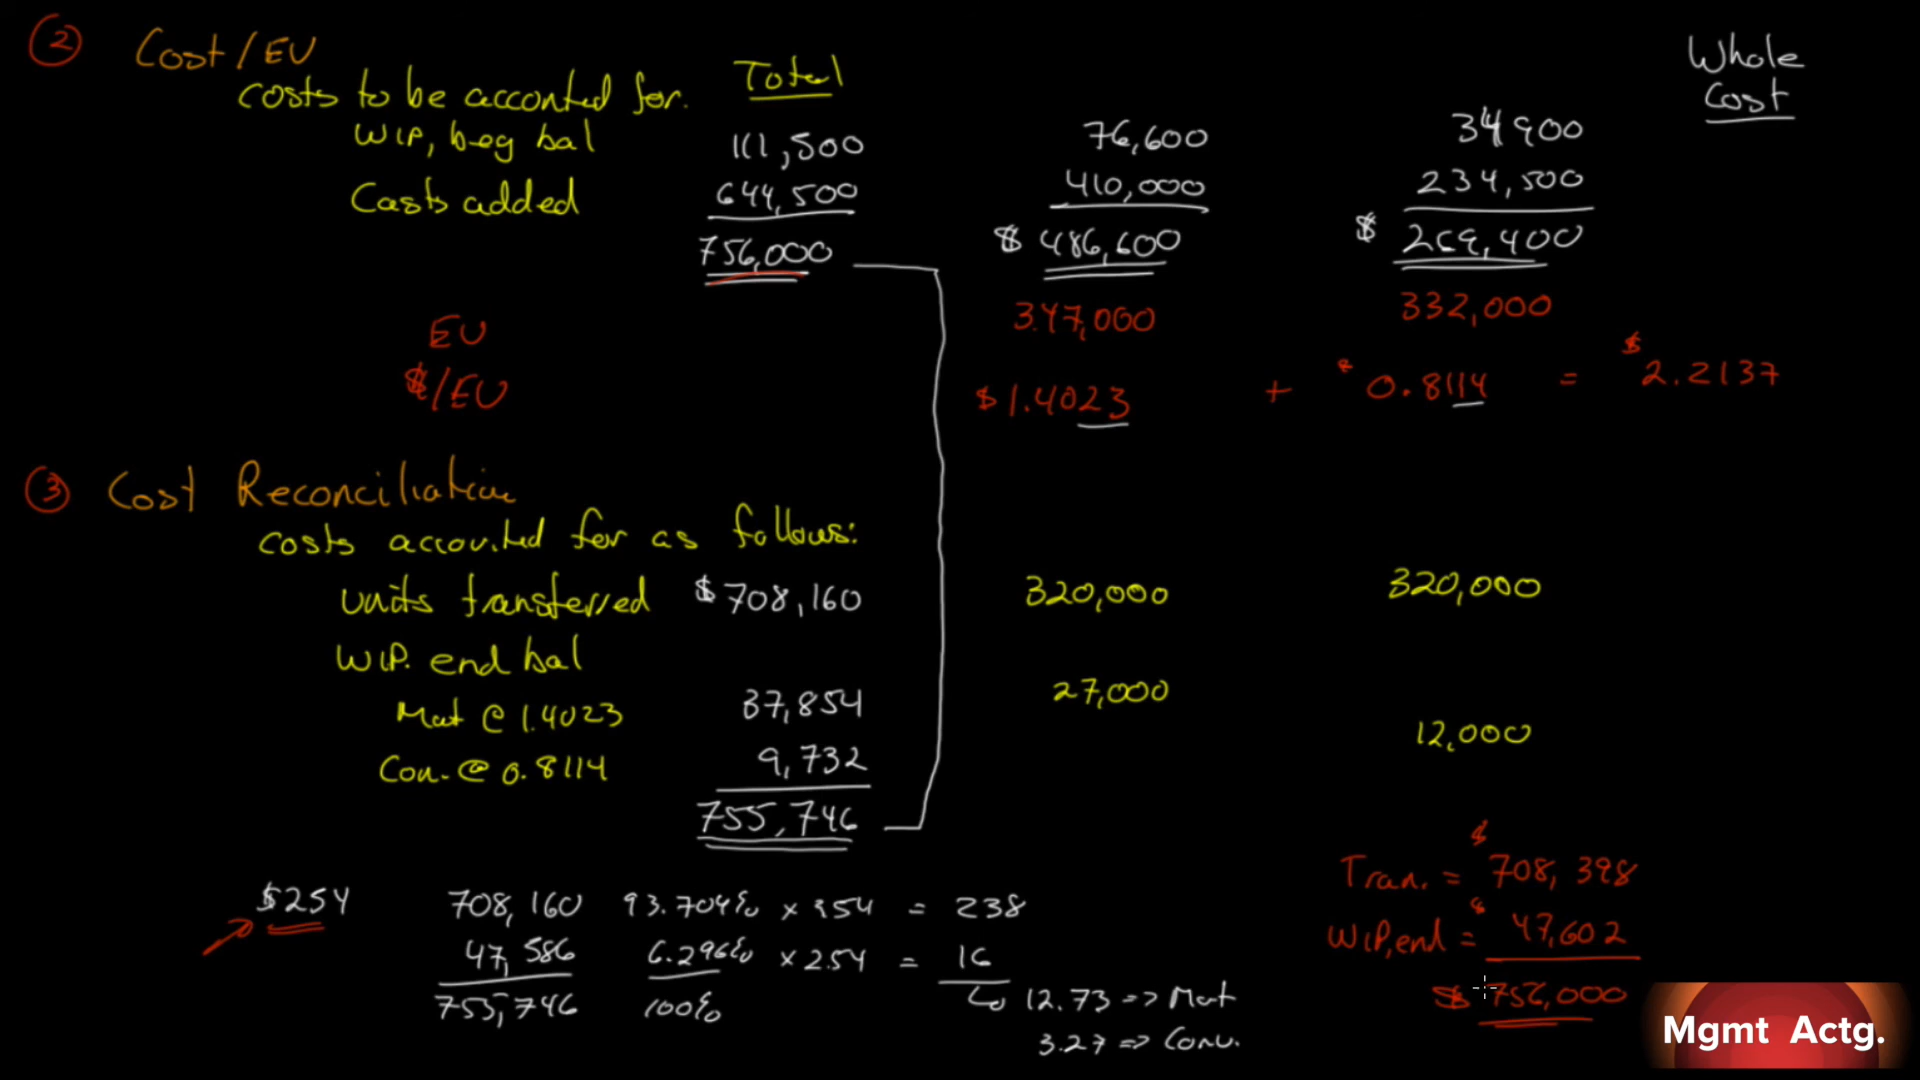 ② Cost/EU
Whole
Cost
costs to be acconted for. Total
WIP, beg bal 111,500 76,600 34,900
Costs added 644,500 410,000 234,500
756,000 $ 486,600 $ 269,400
EU 347,000 332,000
$/EU $ 1.4023 + $ 0.8114 = $ 2.2137
③ Cost Reconciliation
costs accounted for as follows:
units transferred $ 708,160 320,000 320,000
WIP. end bal
27,000
Mat @ 1.4023 37,854
12,000
Con. @ 0.8114 9,732
755,746
Tran. = $ 708,398
$254 708,160 93.704% x 254 = 238
WIP, end = $ 47,602
47,586 6.296% x 254 = 16
$ 756,000
755,746 100% 12.73 => Mat
3.27 => Conv.
Mgmt Actg.